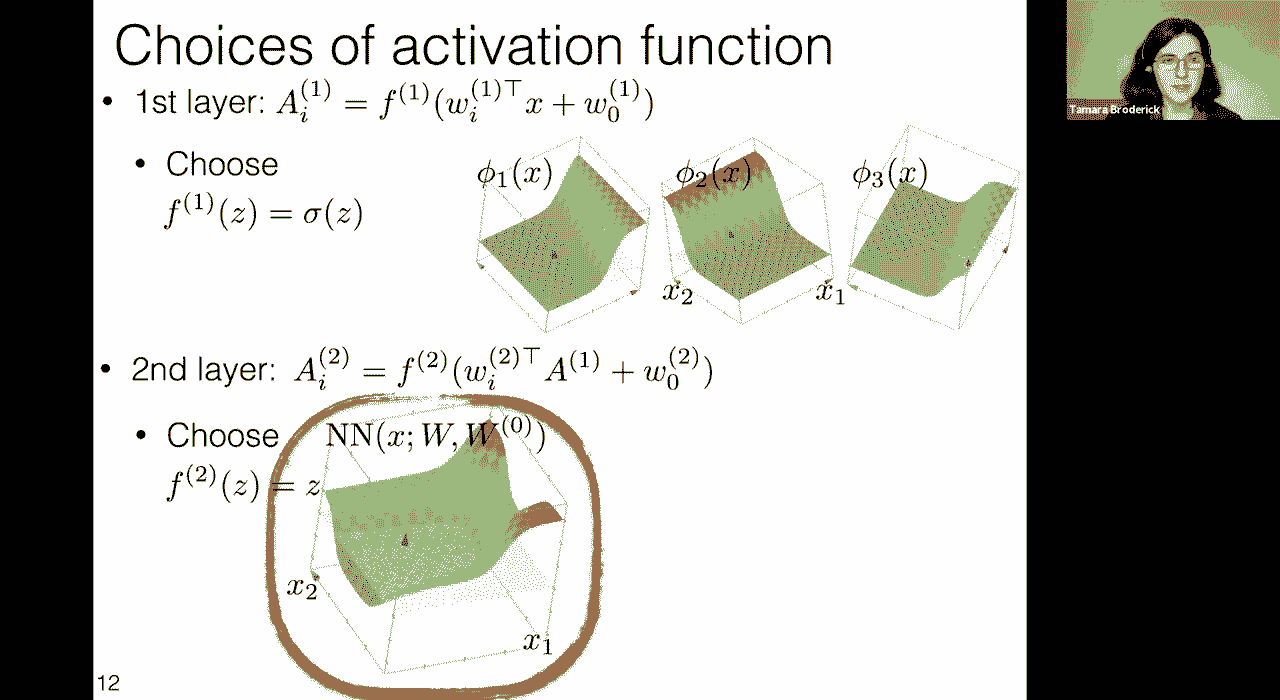 Choices of activation function
• 1st layer: $A_i^{(1)} = f^{(1)}(w_i^{(1)\top} x + w_0^{(1)})$
• Choose
$f^{(1)}(z) = \sigma(z)$
$\phi_1(x)$ $\phi_2(x)$ $\phi_3(x)$
$x_2$ $x_1$
• 2nd layer: $A_i^{(2)} = f^{(2)}(w_i^{(2)\top} A^{(1)} + w_0^{(2)})$
• Choose
$f^{(2)}(z) = z$
$\mathrm{NN}(x; W, W^{(0)})$
$x_2$
$x_1$
12
Tamara Broderick